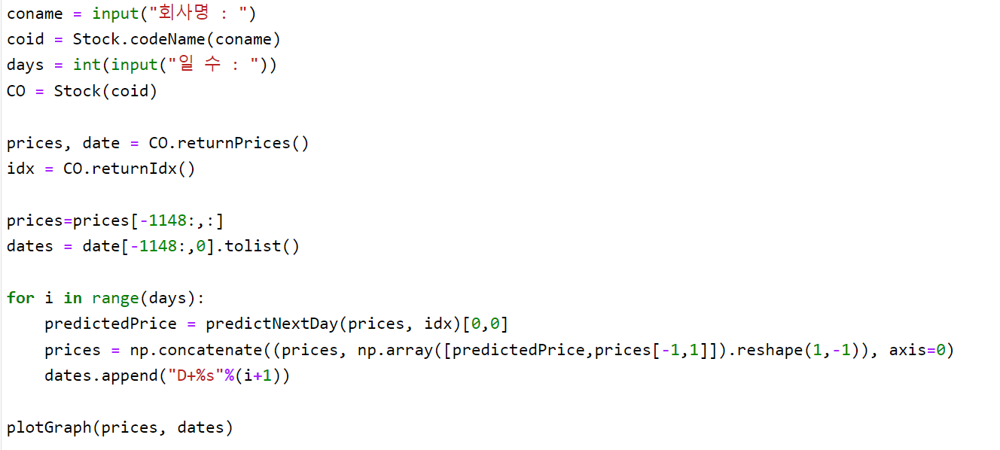 coname = input("회사명 : ")
coid = Stock.codeName(coname)
days = int(input("일 수 : "))
CO = Stock(coid)
prices, date = CO.returnPrices()
idx = CO.returnIdx()
prices=prices[-1148:,:]
dates = date[-1148:,0].tolist()
for i in range(days):
    predictedPrice = predictNextDay(prices, idx)[0,0]
    prices = np.concatenate((prices, np.array([predictedPrice,prices[-1,1]]).reshape(1,-1)), axis=0)
    dates.append("D+%s"%(i+1))
plotGraph(prices, dates)